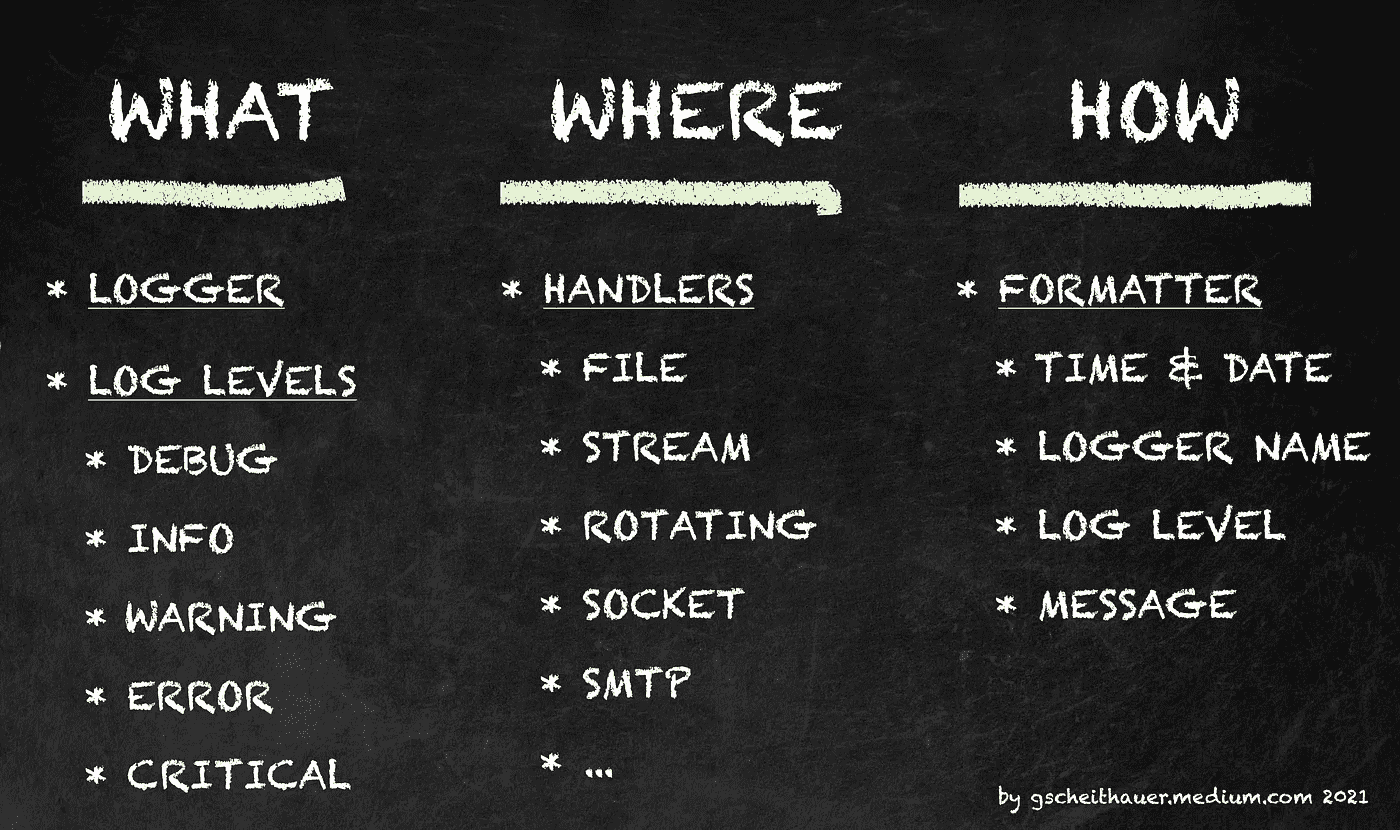 WHAT
* LOGGER
* LOG LEVELS
* DEBUG
* INFO
* WARNING
* ERROR
* CRITICAL
WHERE
* HANDLERS
* FILE
* STREAM
* ROTATING
* SOCKET
* SMTP
* ...
HOW
* FORMATTER
* TIME & DATE
* LOGGER NAME
* LOG LEVEL
* MESSAGE
by gscheithauer.medium.com 2021